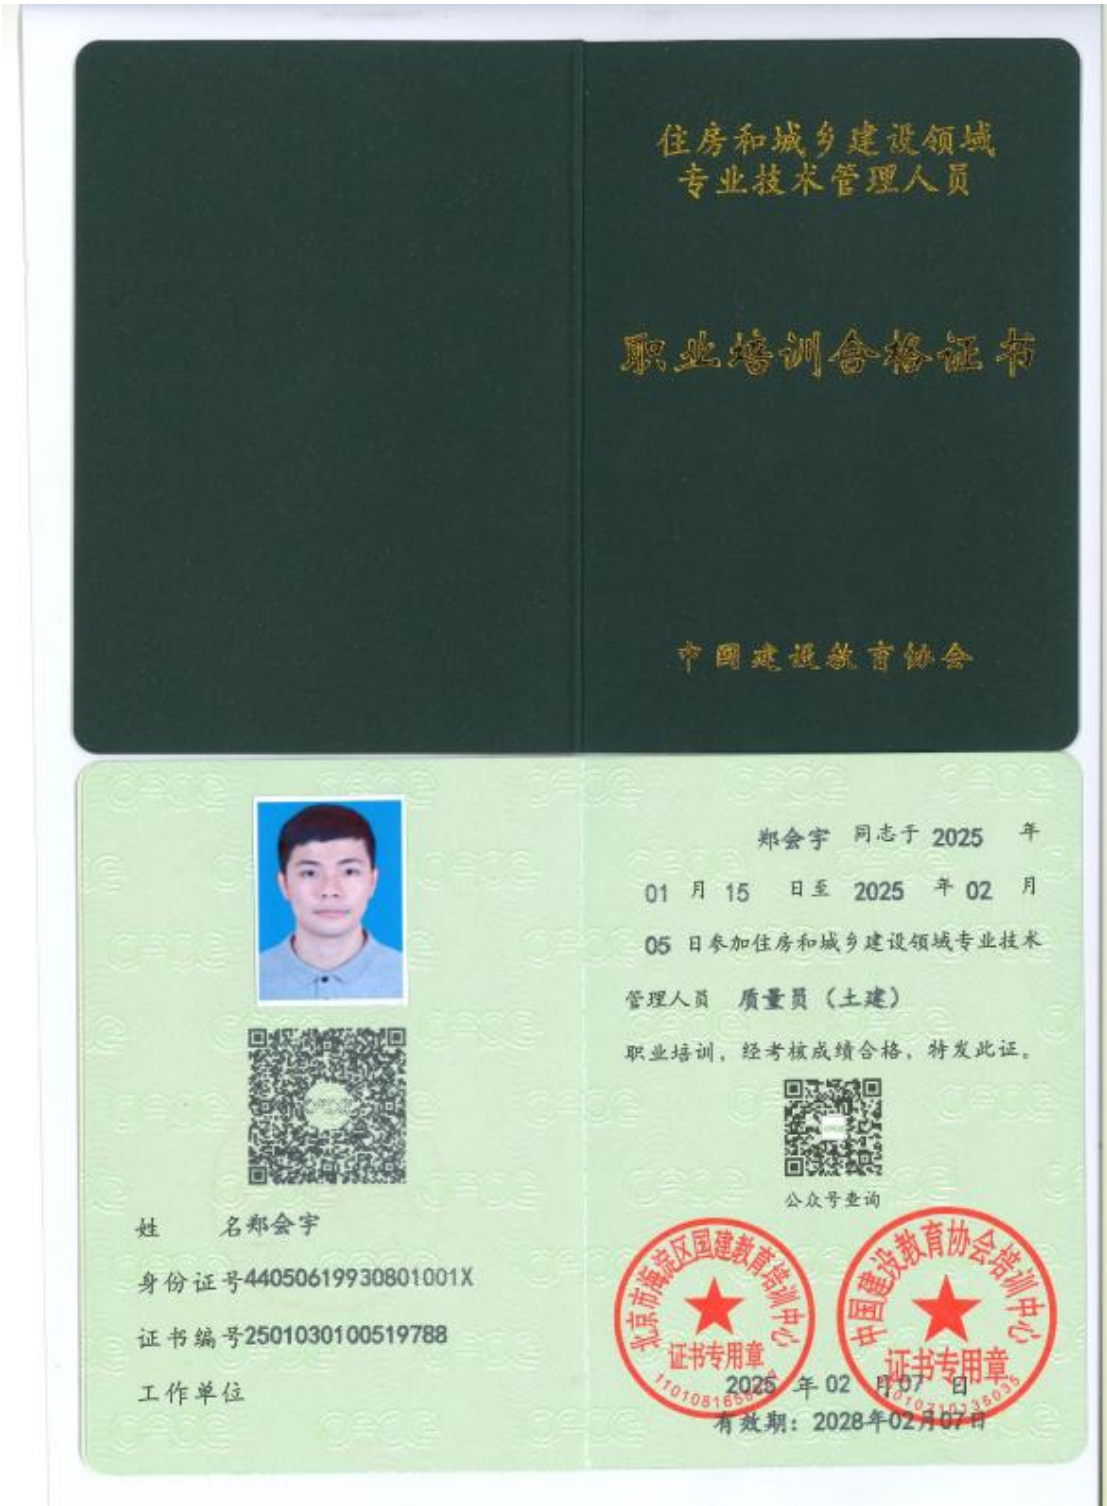 住房和城乡建设领域
专业技术管理人员
职业培训合格证书
中国建设教育协会
郑会宇 同志于 2025 年
01 月 15 日至 2025 年 02 月
05 日参加住房和城乡建设领域专业技术
管理人员 质量员（土建）
职业培训，经考核成绩合格，特发此证。
公众号查询
姓 名郑会宇
身份证号44050619930801001X
证书编号2501030100519788
工作单位
北京市海淀区国建教育培训中心
证书专用章
中国建设教育协会培训中心
证书专用章
2025 年 02 月 07 日
有效期：2028年02月07日